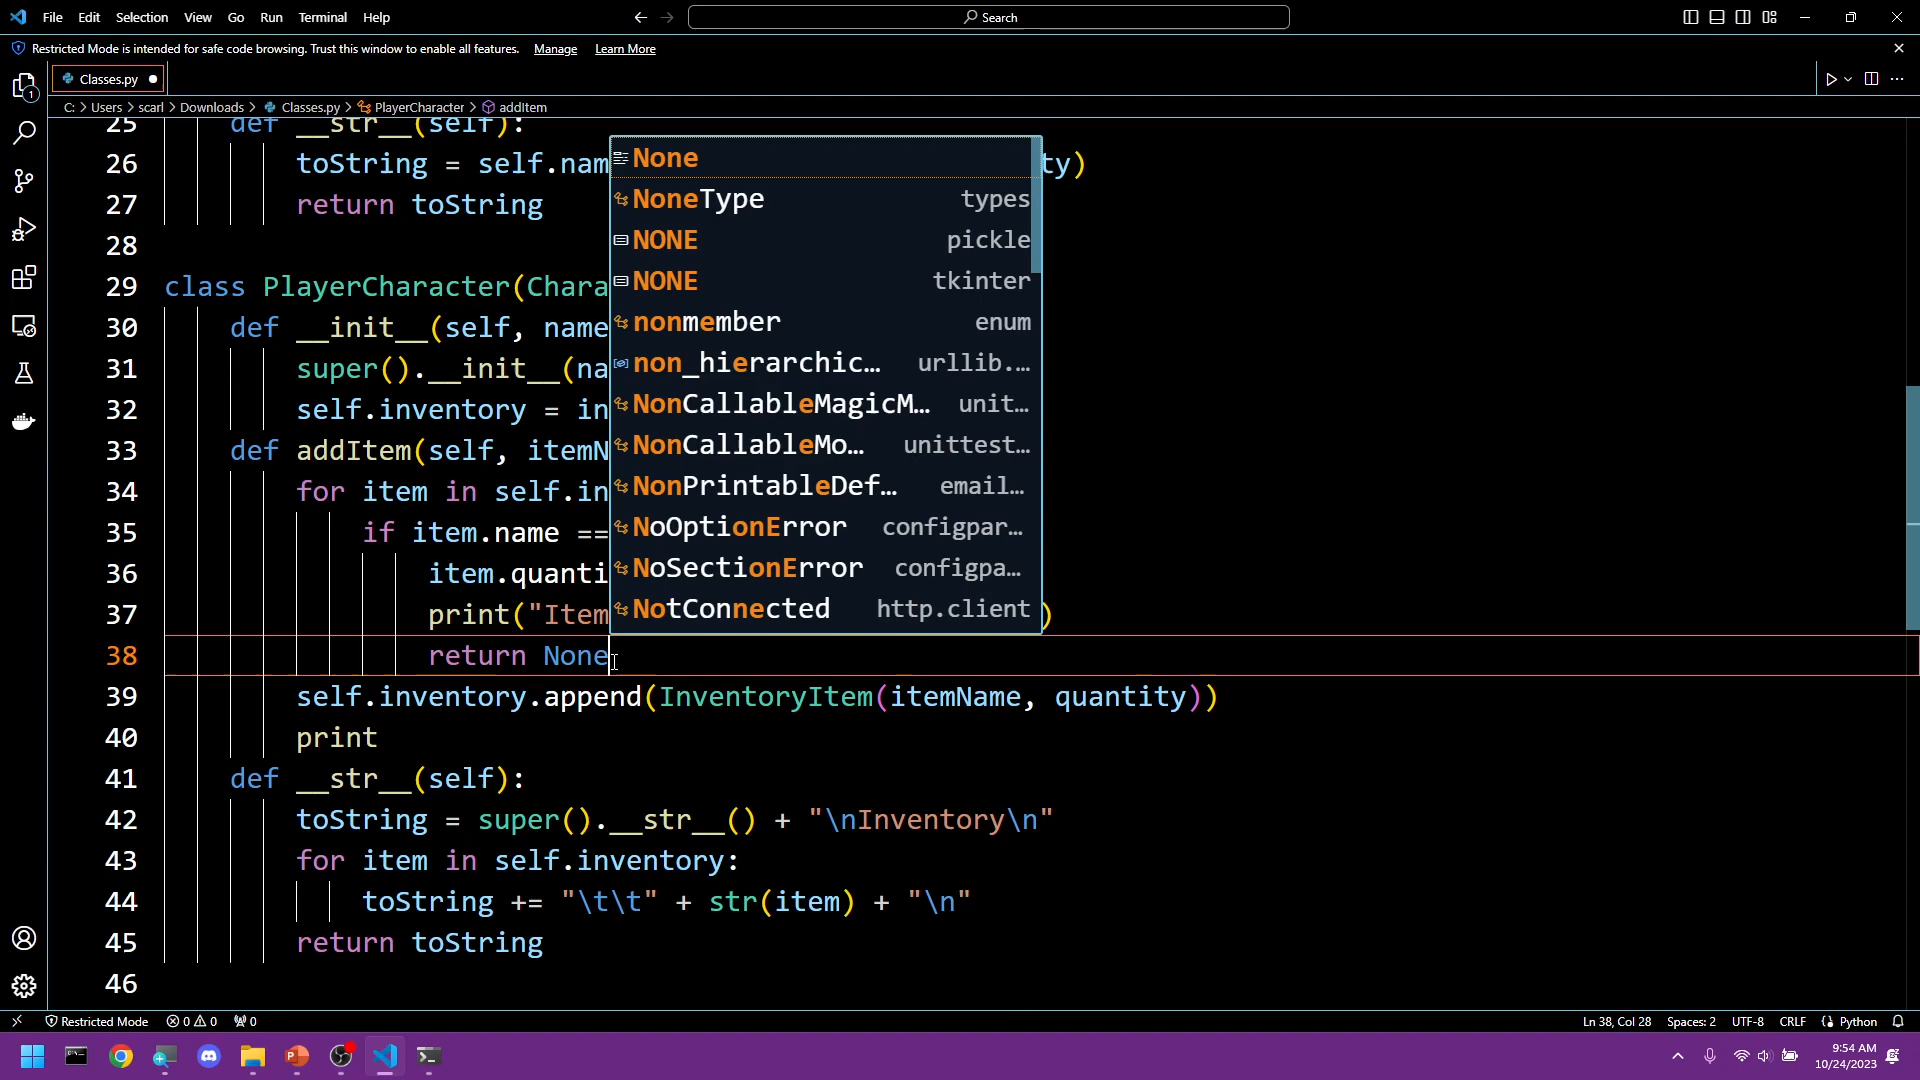 File Edit Selection View Go Run Terminal Help
Search
Restricted Mode is intended for safe code browsing. Trust this window to enable all features. Manage Learn More
Classes.py
C: > Users > scarl > Downloads > Classes.py > PlayerCharacter > addItem
25 def __str__(self):
26 toString = self.nam ty)
27 return toString
28
29 class PlayerCharacter(Chara
30 def __init__(self, name
31 super().__init__(na
32 self.inventory = in
33 def addItem(self, itemN
34 for item in self.in
35 if item.name ==
36 item.quanti
37 print("Item )
38 return None
39 self.inventory.append(InventoryItem(itemName, quantity))
40 print
41 def __str__(self):
42 toString = super().__str__() + "\nInventory\n"
43 for item in self.inventory:
44 toString += "\t\t" + str(item) + "\n"
45 return toString
46
None
NoneType types
NONE pickle
NONE tkinter
nonmember enum
non_hierarchic… urllib.…
NonCallableMagicM… unit…
NonCallableMo… unittest…
NonPrintableDef… email…
NoOptionError configpar…
NoSectionError configpa…
NotConnected http.client
1
Restricted Mode 0 0 0 Ln 38, Col 28 Spaces: 2 UTF-8 CRLF Python
9:54 AM
10/24/2023